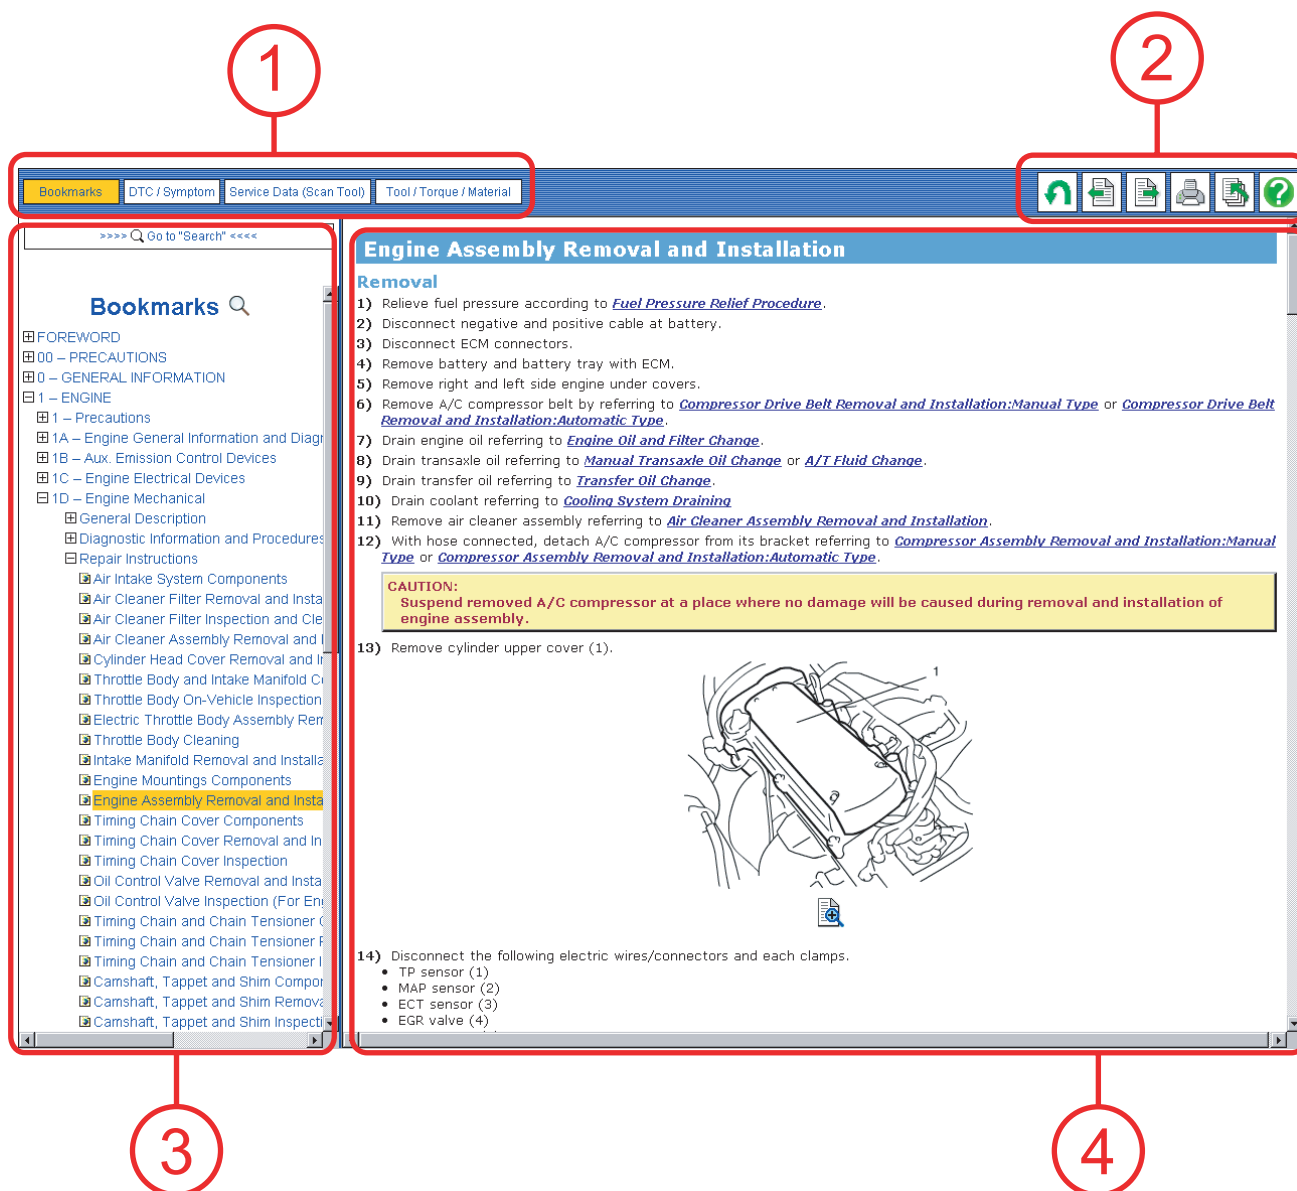 1
2
Bookmarks DTC / Symptom Service Data (Scan Tool) Tool / Torque / Material
>>>> Go to "Search" <<<<
Bookmarks
FOREWORD
00 – PRECAUTIONS
0 – GENERAL INFORMATION
1 – ENGINE
1 – Precautions
1A – Engine General Information and Diagr
1B – Aux. Emission Control Devices
1C – Engine Electrical Devices
1D – Engine Mechanical
General Description
Diagnostic Information and Procedures
Repair Instructions
Air Intake System Components
Air Cleaner Filter Removal and Insta
Air Cleaner Filter Inspection and Cle
Air Cleaner Assembly Removal and I
Cylinder Head Cover Removal and In
Throttle Body and Intake Manifold Co
Throttle Body On-Vehicle Inspection
Electric Throttle Body Assembly Rem
Throttle Body Cleaning
Intake Manifold Removal and Installa
Engine Mountings Components
Engine Assembly Removal and Insta
Timing Chain Cover Components
Timing Chain Cover Removal and In
Timing Chain Cover Inspection
Oil Control Valve Removal and Insta
Oil Control Valve Inspection (For Eng
Timing Chain and Chain Tensioner C
Timing Chain and Chain Tensioner R
Timing Chain and Chain Tensioner I
Camshaft, Tappet and Shim Compon
Camshaft, Tappet and Shim Remova
Camshaft, Tappet and Shim Inspecti
Engine Assembly Removal and Installation
Removal
1) Relieve fuel pressure according to Fuel Pressure Relief Procedure.
2) Disconnect negative and positive cable at battery.
3) Disconnect ECM connectors.
4) Remove battery and battery tray with ECM.
5) Remove right and left side engine under covers.
6) Remove A/C compressor belt by referring to Compressor Drive Belt Removal and Installation:Manual Type or Compressor Drive Belt
Removal and Installation:Automatic Type.
7) Drain engine oil referring to Engine Oil and Filter Change.
8) Drain transaxle oil referring to Manual Transaxle Oil Change or A/T Fluid Change.
9) Drain transfer oil referring to Transfer Oil Change.
10) Drain coolant referring to Cooling System Draining
11) Remove air cleaner assembly referring to Air Cleaner Assembly Removal and Installation.
12) With hose connected, detach A/C compressor from its bracket referring to Compressor Assembly Removal and Installation:Manual
Type or Compressor Assembly Removal and Installation:Automatic Type.
CAUTION:
Suspend removed A/C compressor at a place where no damage will be caused during removal and installation of
engine assembly.
13) Remove cylinder upper cover (1).
1
14) Disconnect the following electric wires/connectors and each clamps.
• TP sensor (1)
• MAP sensor (2)
• ECT sensor (3)
• EGR valve (4)
3
4